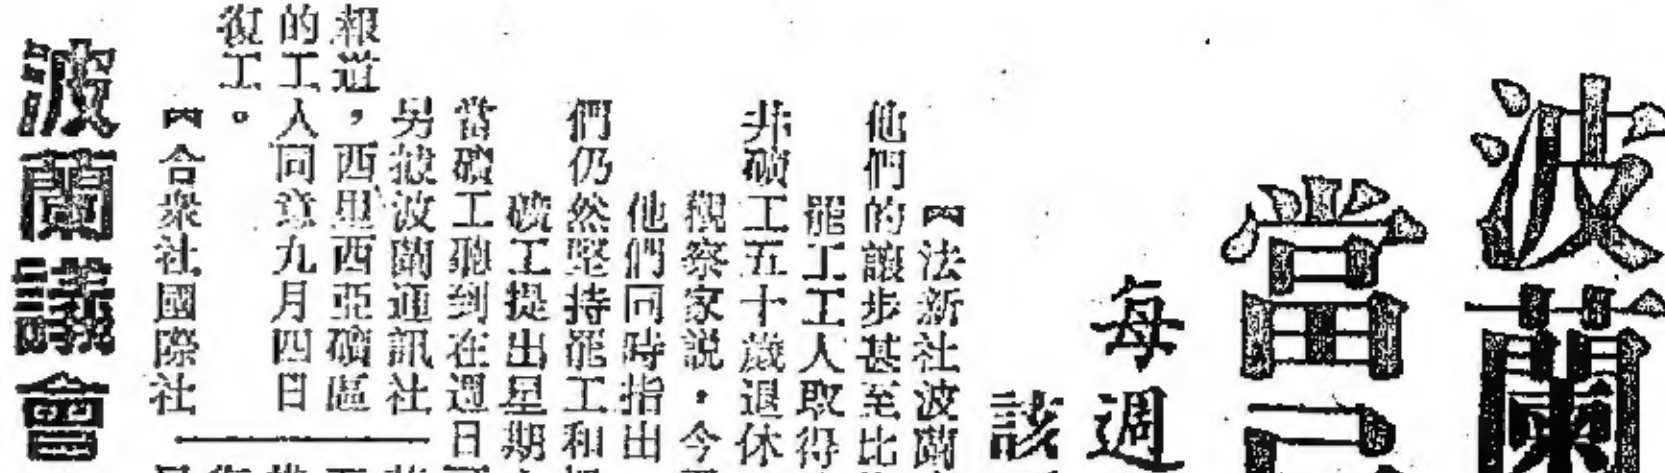 波蘭
當
每週
該
【法新社波蘭
他們的讓步甚至比
罷工工人取得
井礦工五十歲退休
觀察家說，今
他們同時指出
們仍然堅持罷工和
礦工提出星期
當礦工聽到在週日
另據波蘭通訊社
報道，西里西亞礦區
的工人同意九月四日
復工。
【合衆社國際社
波蘭議會